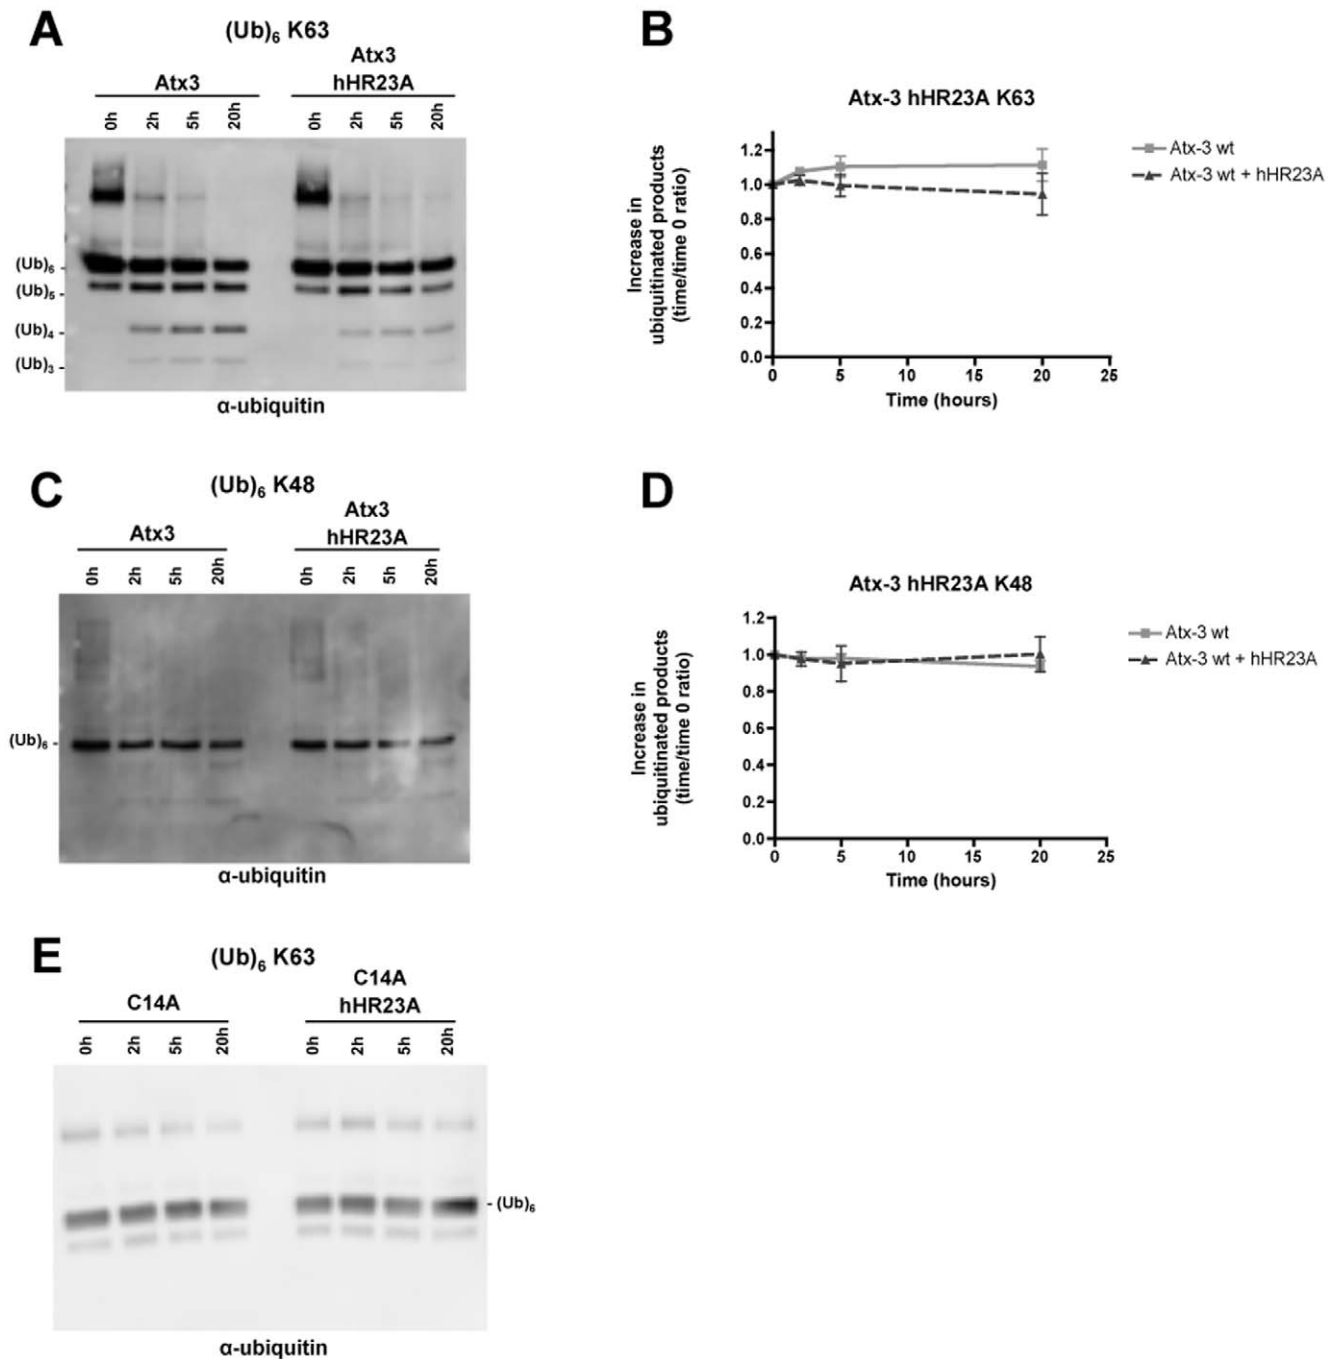 A
(Ub)₆ K63
Atx3
Atx3
hHR23A
0h 2h 5h 20h 0h 2h 5h 20h
(Ub)₆ -
(Ub)₅ -
(Ub)₄ -
(Ub)₃ -
α-ubiquitin
B
Atx-3 hHR23A K63
Increase in
ubiquitinated products
(time/time 0 ratio)
1.2
1.0
0.8
0.6
0.4
0.2
0.0
0 5 10 15 20 25
Time (hours)
Atx-3 wt
Atx-3 wt + hHR23A
C
(Ub)₆ K48
Atx3
Atx3
hHR23A
0h 2h 5h 20h 0h 2h 5h 20h
(Ub)₆ -
α-ubiquitin
D
Atx-3 hHR23A K48
Increase in
ubiquitinated products
(time/time 0 ratio)
1.2
1.0
0.8
0.6
0.4
0.2
0.0
0 5 10 15 20 25
Time (hours)
Atx-3 wt
Atx-3 wt + hHR23A
E
(Ub)₆ K63
C14A
C14A
hHR23A
0h 2h 5h 20h 0h 2h 5h 20h
- (Ub)₆
α-ubiquitin